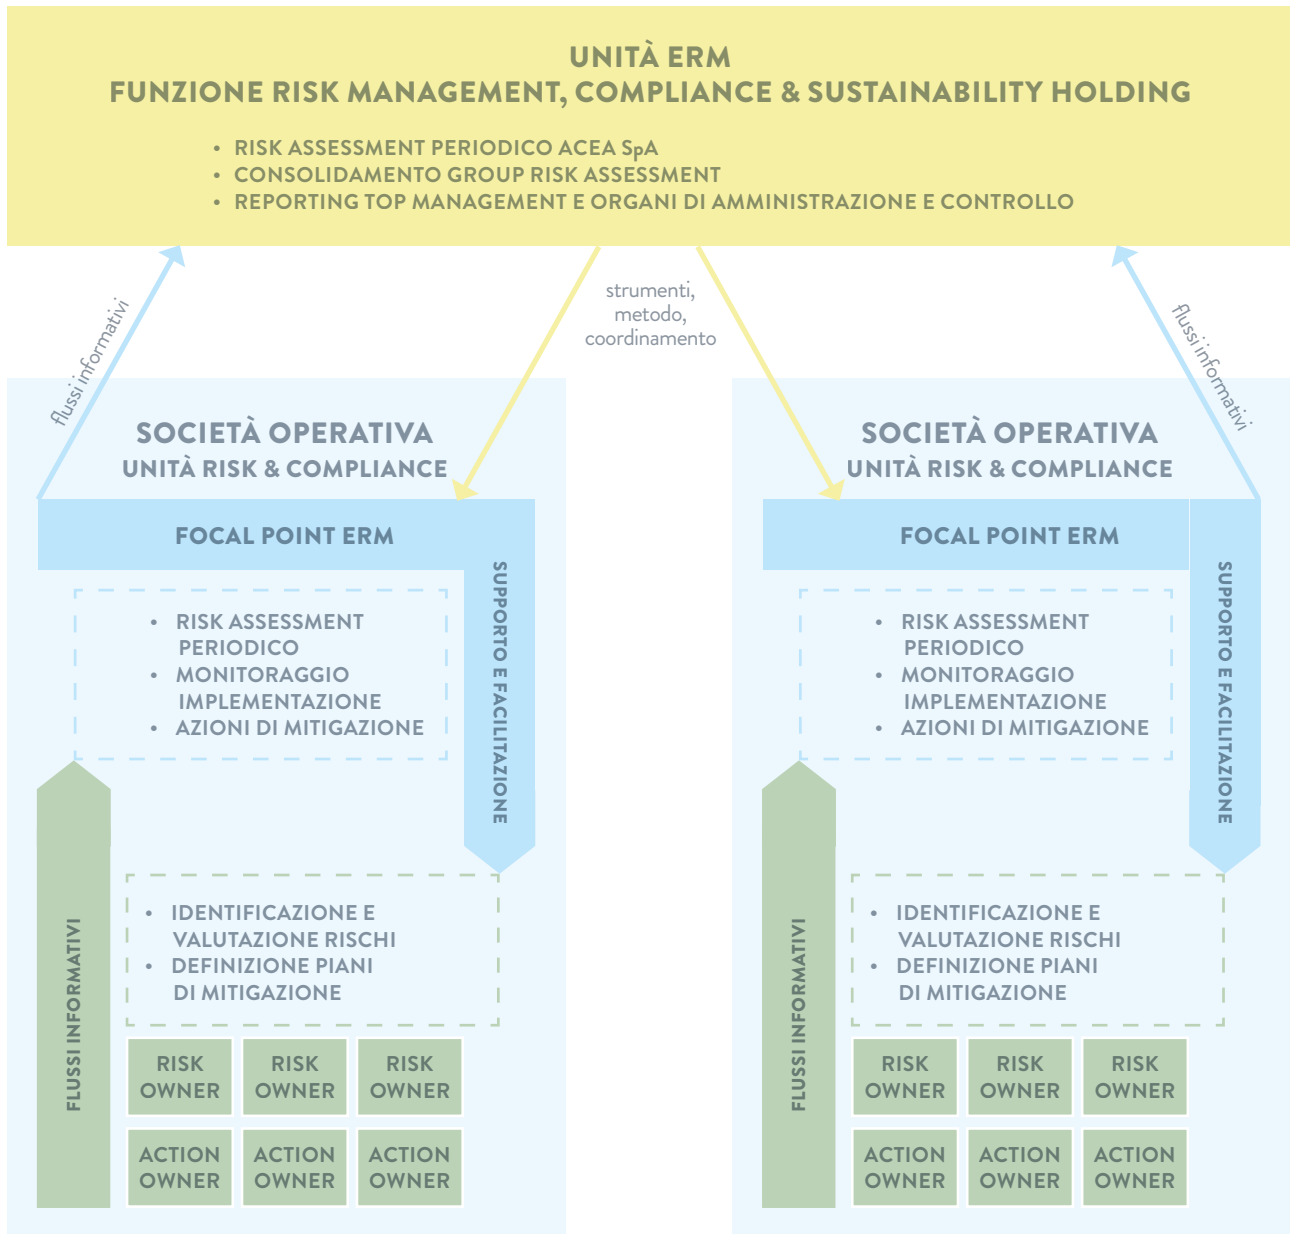 UNITÀ ERM
FUNZIONE RISK MANAGEMENT, COMPLIANCE & SUSTAINABILITY HOLDING
• RISK ASSESSMENT PERIODICO ACEA SpA
• CONSOLIDAMENTO GROUP RISK ASSESSMENT
• REPORTING TOP MANAGEMENT E ORGANI DI AMMINISTRAZIONE E CONTROLLO
flussi informativi
strumenti,
metodo,
coordinamento
flussi informativi
SOCIETÀ OPERATIVA
UNITÀ RISK & COMPLIANCE
FOCAL POINT ERM
• RISK ASSESSMENT
PERIODICO
• MONITORAGGIO
IMPLEMENTAZIONE
• AZIONI DI MITIGAZIONE
SUPPORTO E FACILITAZIONE
FLUSSI INFORMATIVI
• IDENTIFICAZIONE E
VALUTAZIONE RISCHI
• DEFINIZIONE PIANI
DI MITIGAZIONE
RISK
OWNER
RISK
OWNER
RISK
OWNER
ACTION
OWNER
ACTION
OWNER
ACTION
OWNER
SOCIETÀ OPERATIVA
UNITÀ RISK & COMPLIANCE
FOCAL POINT ERM
• RISK ASSESSMENT
PERIODICO
• MONITORAGGIO
IMPLEMENTAZIONE
• AZIONI DI MITIGAZIONE
SUPPORTO E FACILITAZIONE
FLUSSI INFORMATIVI
• IDENTIFICAZIONE E
VALUTAZIONE RISCHI
• DEFINIZIONE PIANI
DI MITIGAZIONE
RISK
OWNER
RISK
OWNER
RISK
OWNER
ACTION
OWNER
ACTION
OWNER
ACTION
OWNER